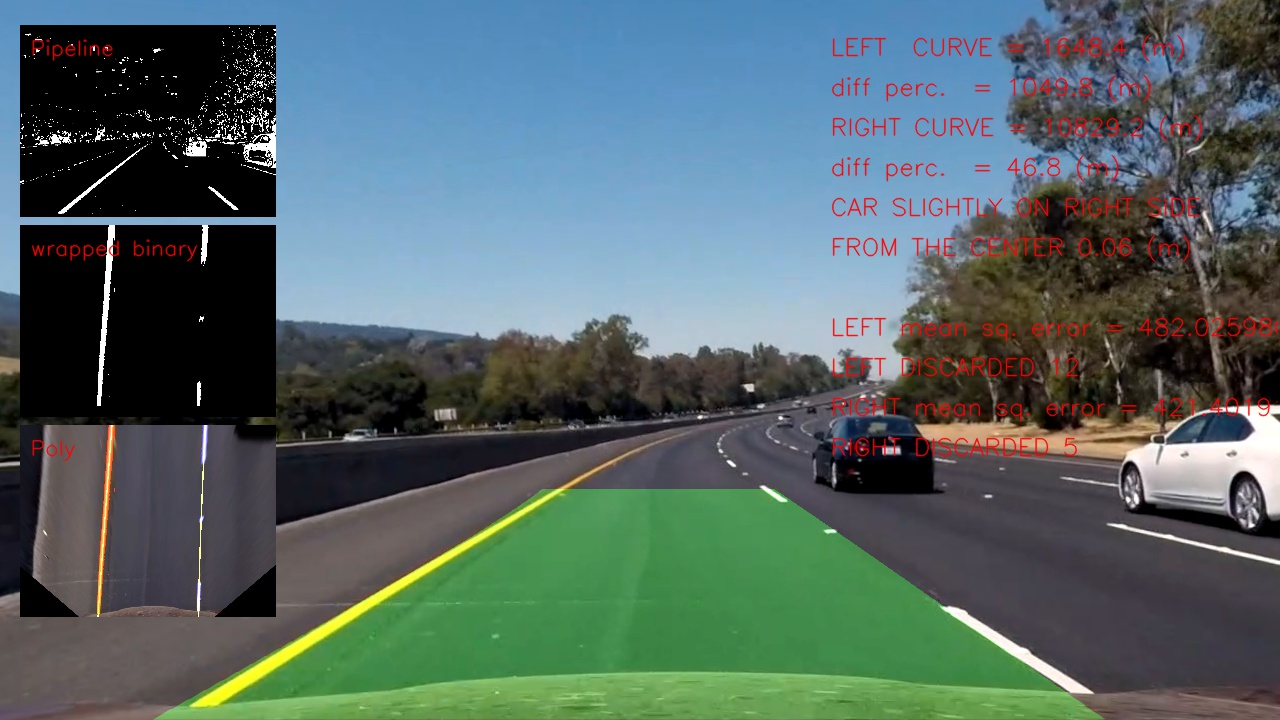 Pipeline
wrapped binary
Poly
LEFT CURVE = 1648.4 (m)
diff perc. = 1049.8 (m)
RIGHT CURVE = 10829.2 (m)
diff perc. = 46.8 (m)
CAR SLIGHTLY ON RIGHT SIDE
FROM THE CENTER 0.06 (m)
LEFT mean sq. error = 482.02598
LEFT DISCARDED 12
RIGHT mean sq. error = 421.4019
RIGHT DISCARDED 5